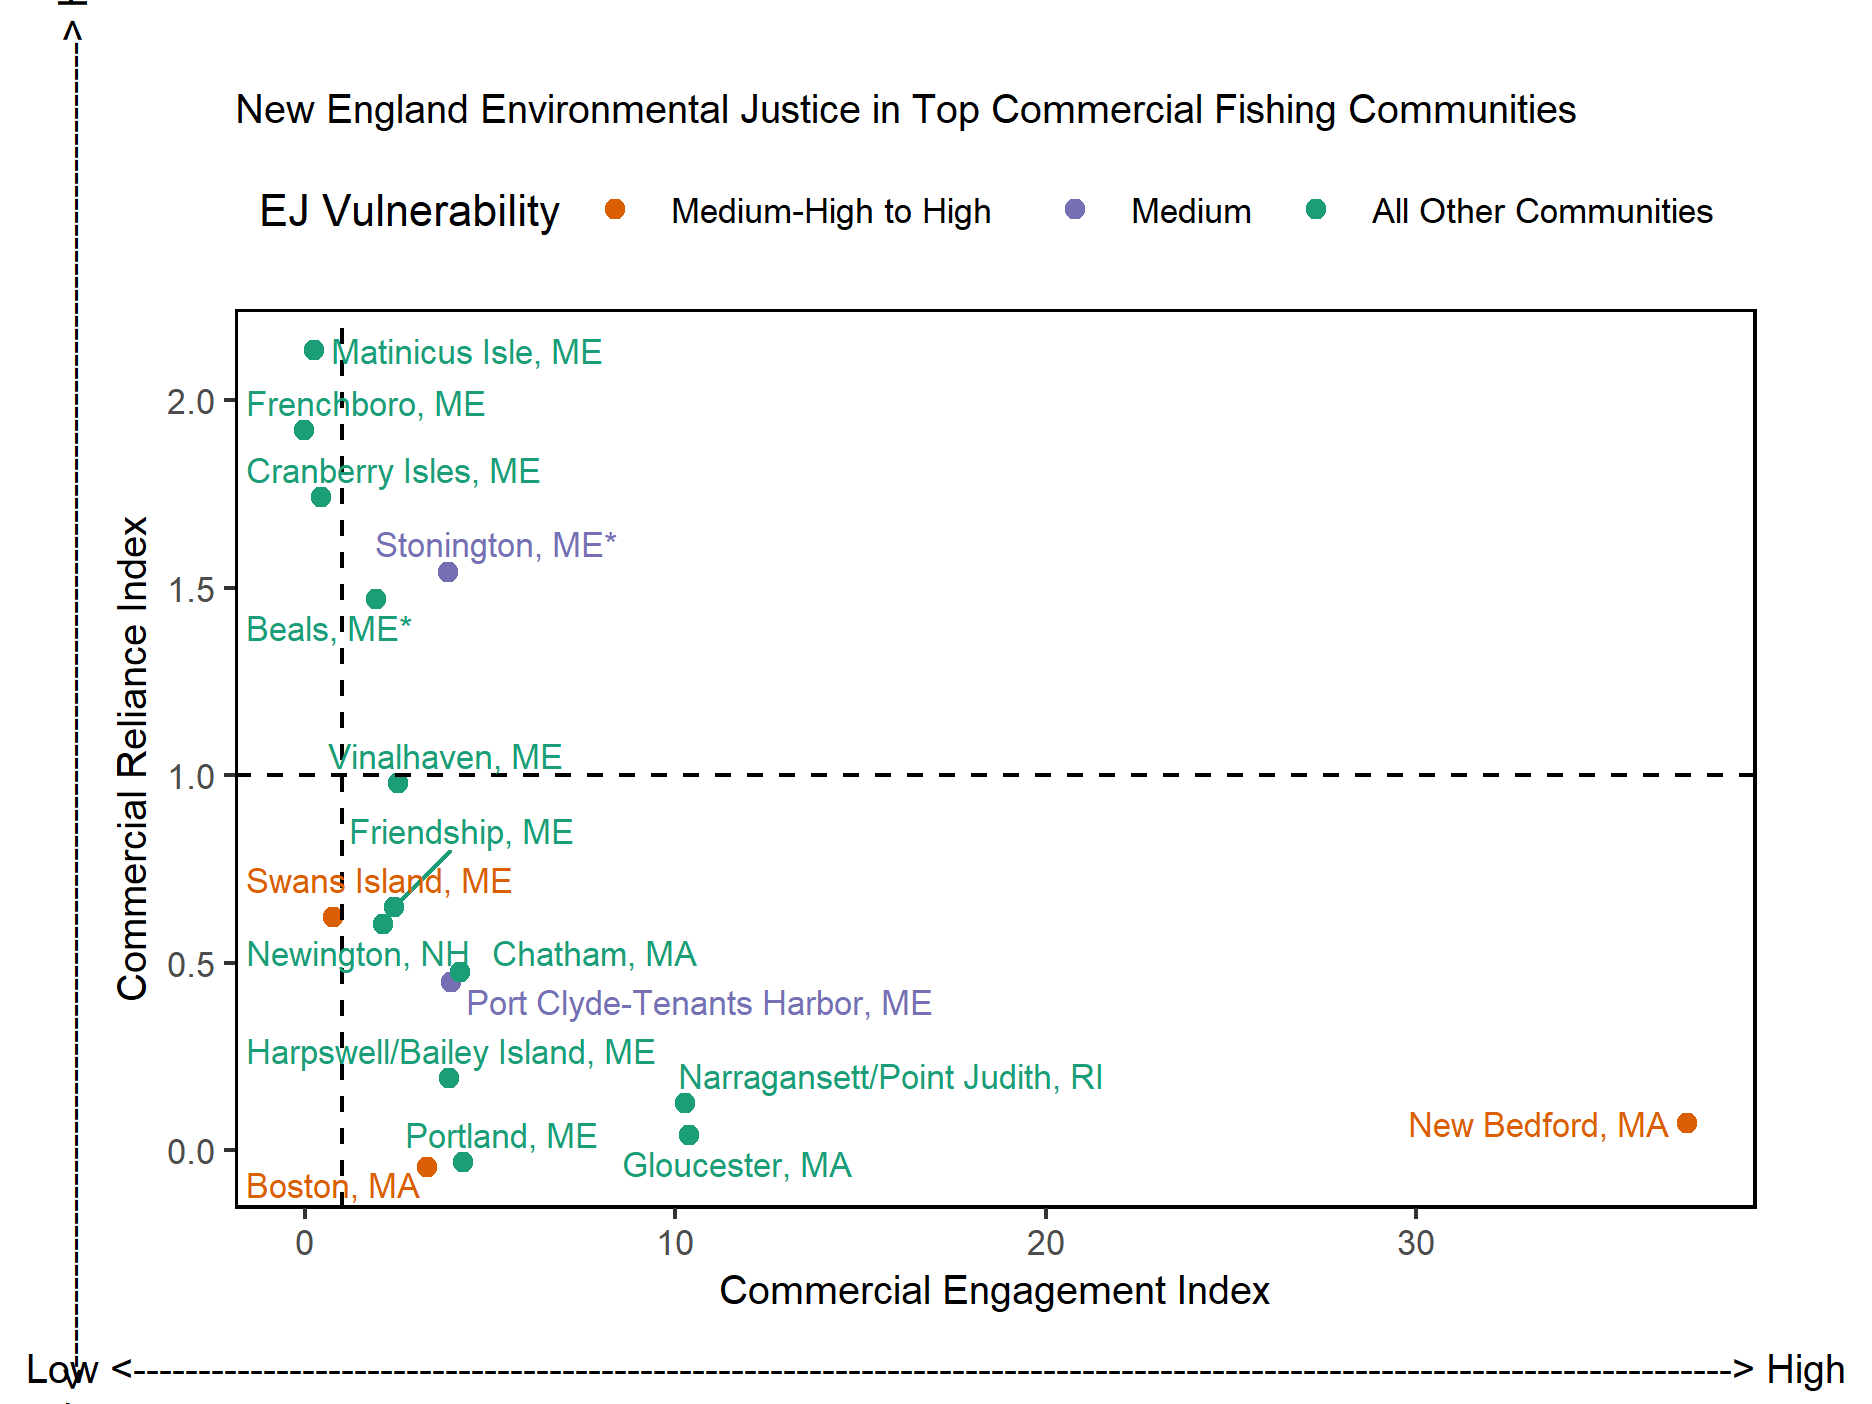 New England Environmental Justice in Top Commercial Fishing Communities
EJ Vulnerability Medium-High to High Medium All Other Communities
Commercial Reliance Index
2.0
1.5
1.0
0.5
0.0
Matinicus Isle, ME
Frenchboro, ME
Cranberry Isles, ME
Stonington, ME*
Beals, ME*
Vinalhaven, ME
Friendship, ME
Swans Island, ME
Newington, NH Chatham, MA
Port Clyde-Tenants Harbor, ME
Harpswell/Bailey Island, ME
Narragansett/Point Judith, RI
New Bedford, MA
Portland, ME
Gloucester, MA
Boston, MA
0 10 20 30
Commercial Engagement Index
Low <--------------------------------------------------------------------------------------------------------------------------> High